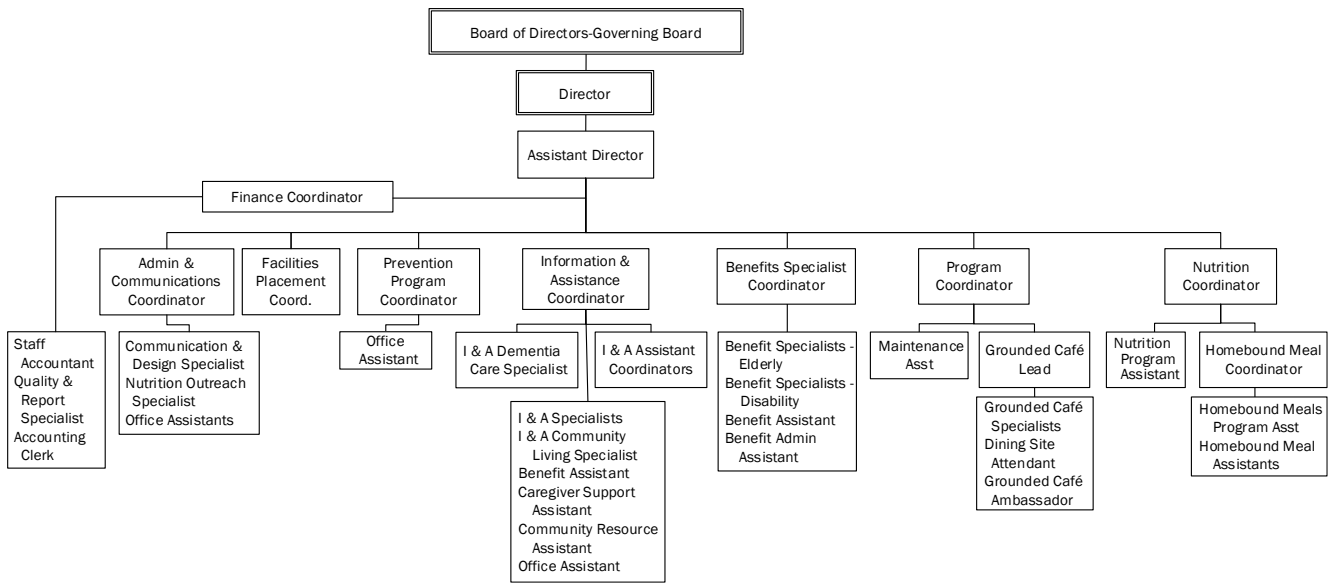 Board of Directors-Governing Board
Director
Assistant Director
Finance Coordinator
Admin &
Communications
Coordinator
Facilities
Placement
Coord.
Prevention
Program
Coordinator
Information &
Assistance
Coordinator
Benefits Specialist
Coordinator
Program
Coordinator
Nutrition
Coordinator
Staff
Accountant
Quality &
Report
Specialist
Accounting
Clerk
Communication &
Design Specialist
Nutrition Outreach
Specialist
Office Assistants
Office
Assistant
I & A Dementia
Care Specialist
I & A Assistant
Coordinators
I & A Specialists
I & A Community
Living Specialist
Benefit Assistant
Caregiver Support
Assistant
Community Resource
Assistant
Office Assistant
Benefit Specialists -
Elderly
Benefit Specialists -
Disability
Benefit Assistant
Benefit Admin
Assistant
Maintenance
Asst
Grounded Café
Lead
Grounded Café
Specialists
Dining Site
Attendant
Grounded Café
Ambassador
Nutrition
Program
Assistant
Homebound Meal
Coordinator
Homebound Meals
Program Asst
Homebound Meal
Assistants